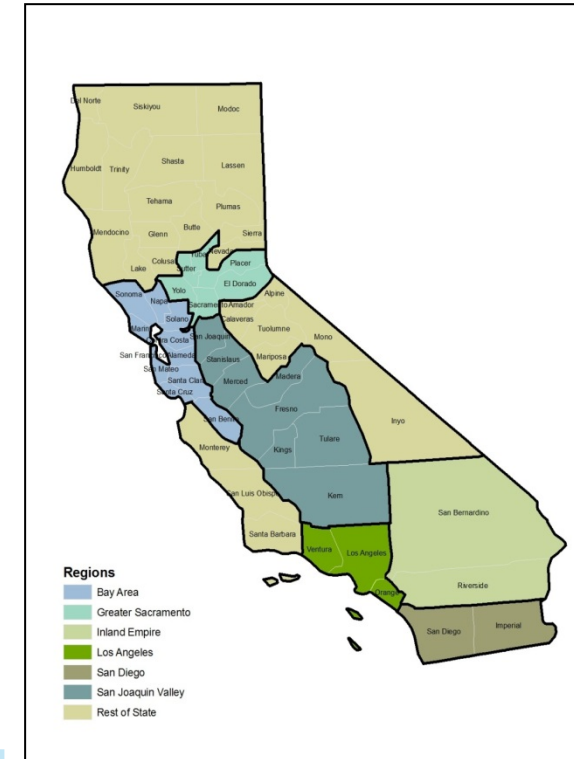 Del Norte
Siskiyou
Modoc
Humboldt
Trinity
Shasta
Lassen
Tehama
Plumas
Mendocino
Glenn
Butte
Sierra
Lake
Colusa
Sutter
Yuba
Nevada
Placer
Yolo
El Dorado
Sonoma
Napa
Sacramento
Amador
Alpine
Solano
Calaveras
Marin
Contra Costa
San Joaquin
Tuolumne
Mono
San Francisco
Alameda
Stanislaus
Mariposa
San Mateo
Santa Clara
Merced
Madera
Santa Cruz
Fresno
San Benito
Inyo
Monterey
Kings
Tulare
San Luis Obispo
Kern
San Bernardino
Santa Barbara
Ventura
Los Angeles
Orange
Riverside
San Diego
Imperial
Regions
Bay Area
Greater Sacramento
Inland Empire
Los Angeles
San Diego
San Joaquin Valley
Rest of State